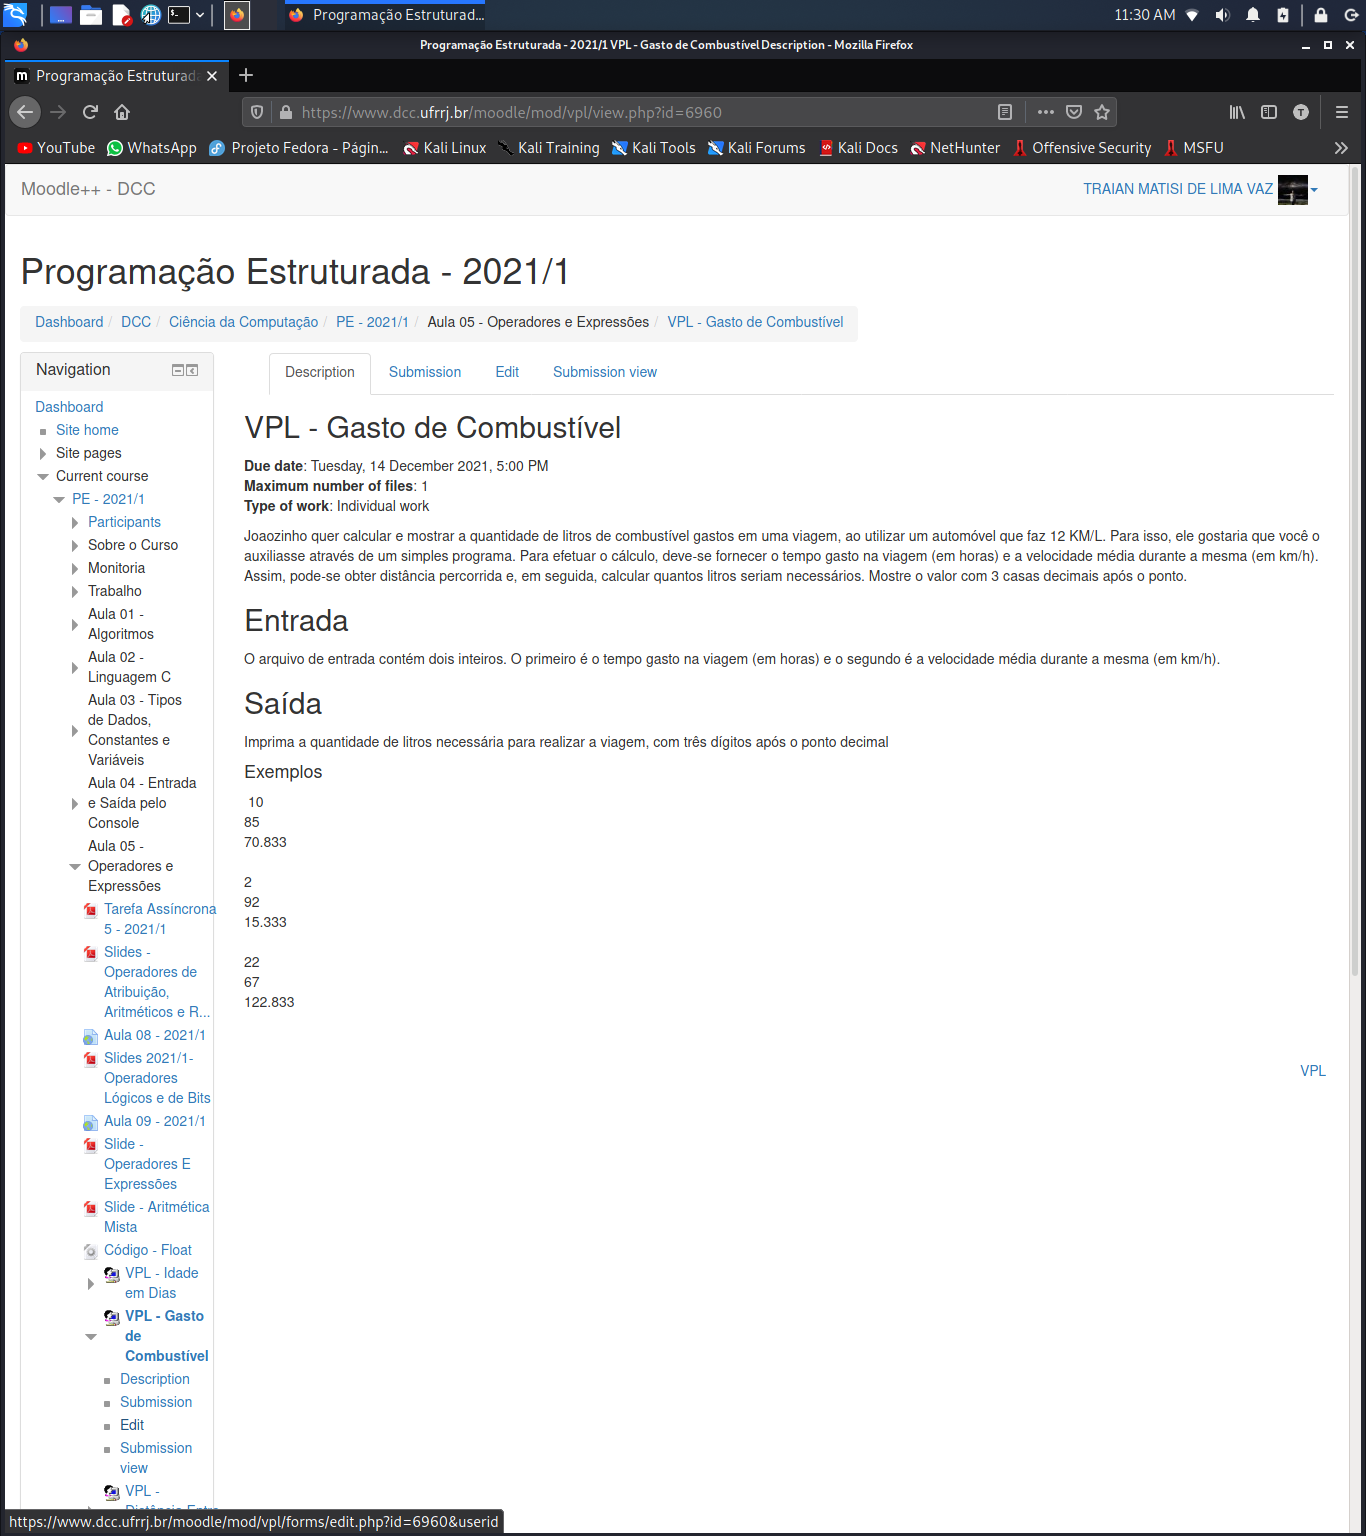 Programação Estruturad...
11:30 AM
Programação Estruturada - 2021/1 VPL - Gasto de Combustível Description - Mozilla Firefox
Programação Estruturad
https://www.dcc.ufrrj.br/moodle/mod/vpl/view.php?id=6960
YouTube WhatsApp Projeto Fedora - Págin... Kali Linux Kali Training Kali Tools Kali Forums Kali Docs NetHunter Offensive Security MSFU
Moodle++ - DCC
TRAIAN MATISI DE LIMA VAZ
Programação Estruturada - 2021/1
Dashboard / DCC / Ciência da Computação / PE - 2021/1 / Aula 05 - Operadores e Expressões / VPL - Gasto de Combustível
Navigation
Dashboard
Site home
Site pages
Current course
PE - 2021/1
Participants
Sobre o Curso
Monitoria
Trabalho
Aula 01 -
Algoritmos
Aula 02 -
Linguagem C
Aula 03 - Tipos
de Dados,
Constantes e
Variáveis
Aula 04 - Entrada
e Saída pelo
Console
Aula 05 -
Operadores e
Expressões
Tarefa Assíncrona
5 - 2021/1
Slides -
Operadores de
Atribuição,
Aritméticos e R...
Aula 08 - 2021/1
Slides 2021/1-
Operadores
Lógicos e de Bits
Aula 09 - 2021/1
Slide -
Operadores E
Expressões
Slide - Aritmética
Mista
Código - Float
VPL - Idade
em Dias
VPL - Gasto
de
Combustível
Description
Submission
Edit
Submission
view
VPL -
Distância Entre
Description Submission Edit Submission view
VPL - Gasto de Combustível
Due date: Tuesday, 14 December 2021, 5:00 PM
Maximum number of files: 1
Type of work: Individual work
Joaozinho quer calcular e mostrar a quantidade de litros de combustível gastos em uma viagem, ao utilizar um automóvel que faz 12 KM/L. Para isso, ele gostaria que você o
auxiliasse através de um simples programa. Para efetuar o cálculo, deve-se fornecer o tempo gasto na viagem (em horas) e a velocidade média durante a mesma (em km/h).
Assim, pode-se obter distância percorrida e, em seguida, calcular quantos litros seriam necessários. Mostre o valor com 3 casas decimais após o ponto.
Entrada
O arquivo de entrada contém dois inteiros. O primeiro é o tempo gasto na viagem (em horas) e o segundo é a velocidade média durante a mesma (em km/h).
Saída
Imprima a quantidade de litros necessária para realizar a viagem, com três dígitos após o ponto decimal
Exemplos
10
85
70.833
2
92
15.333
22
67
122.833
VPL
https://www.dcc.ufrrj.br/moodle/mod/vpl/forms/edit.php?id=6960&userid